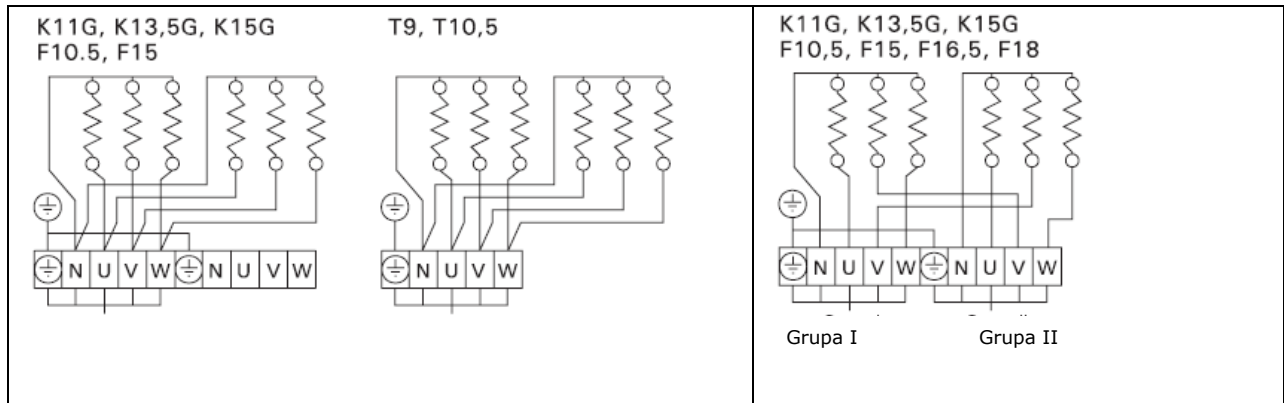 K11G, K13,5G, K15G
F10.5, F15
N U V W N U V W
T9, T10,5
N U V W
K11G, K13,5G, K15G
F10,5, F15, F16,5, F18
N U V W N U V W
Grupa I Grupa II